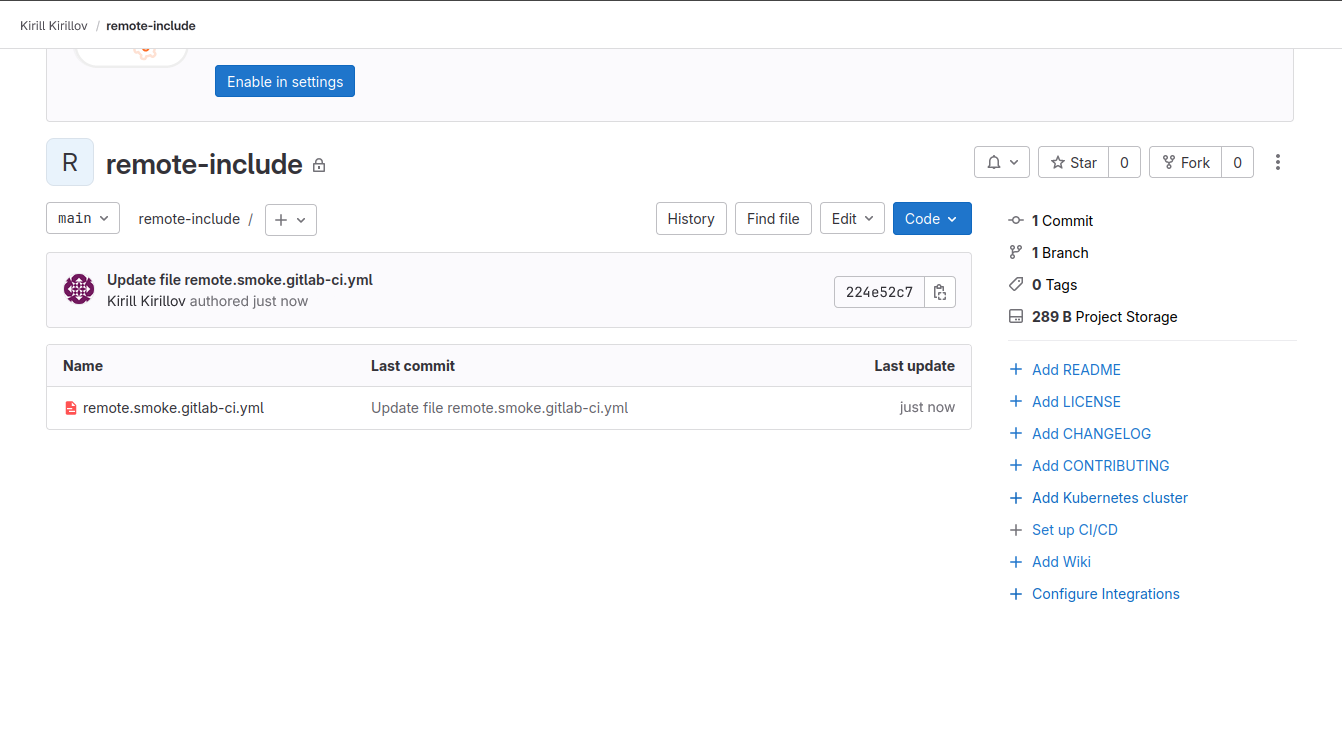 Kirill Kirillov / remote-include
Enable in settings
R remote-include
Star 0 Fork 0
main remote-include / +
History Find file Edit Code
Update file remote.smoke.gitlab-ci.yml
Kirill Kirillov authored just now
224e52c7
Name Last commit Last update
remote.smoke.gitlab-ci.yml Update file remote.smoke.gitlab-ci.yml just now
1 Commit
1 Branch
0 Tags
289 B Project Storage
+ Add README
+ Add LICENSE
+ Add CHANGELOG
+ Add CONTRIBUTING
+ Add Kubernetes cluster
+ Set up CI/CD
+ Add Wiki
+ Configure Integrations